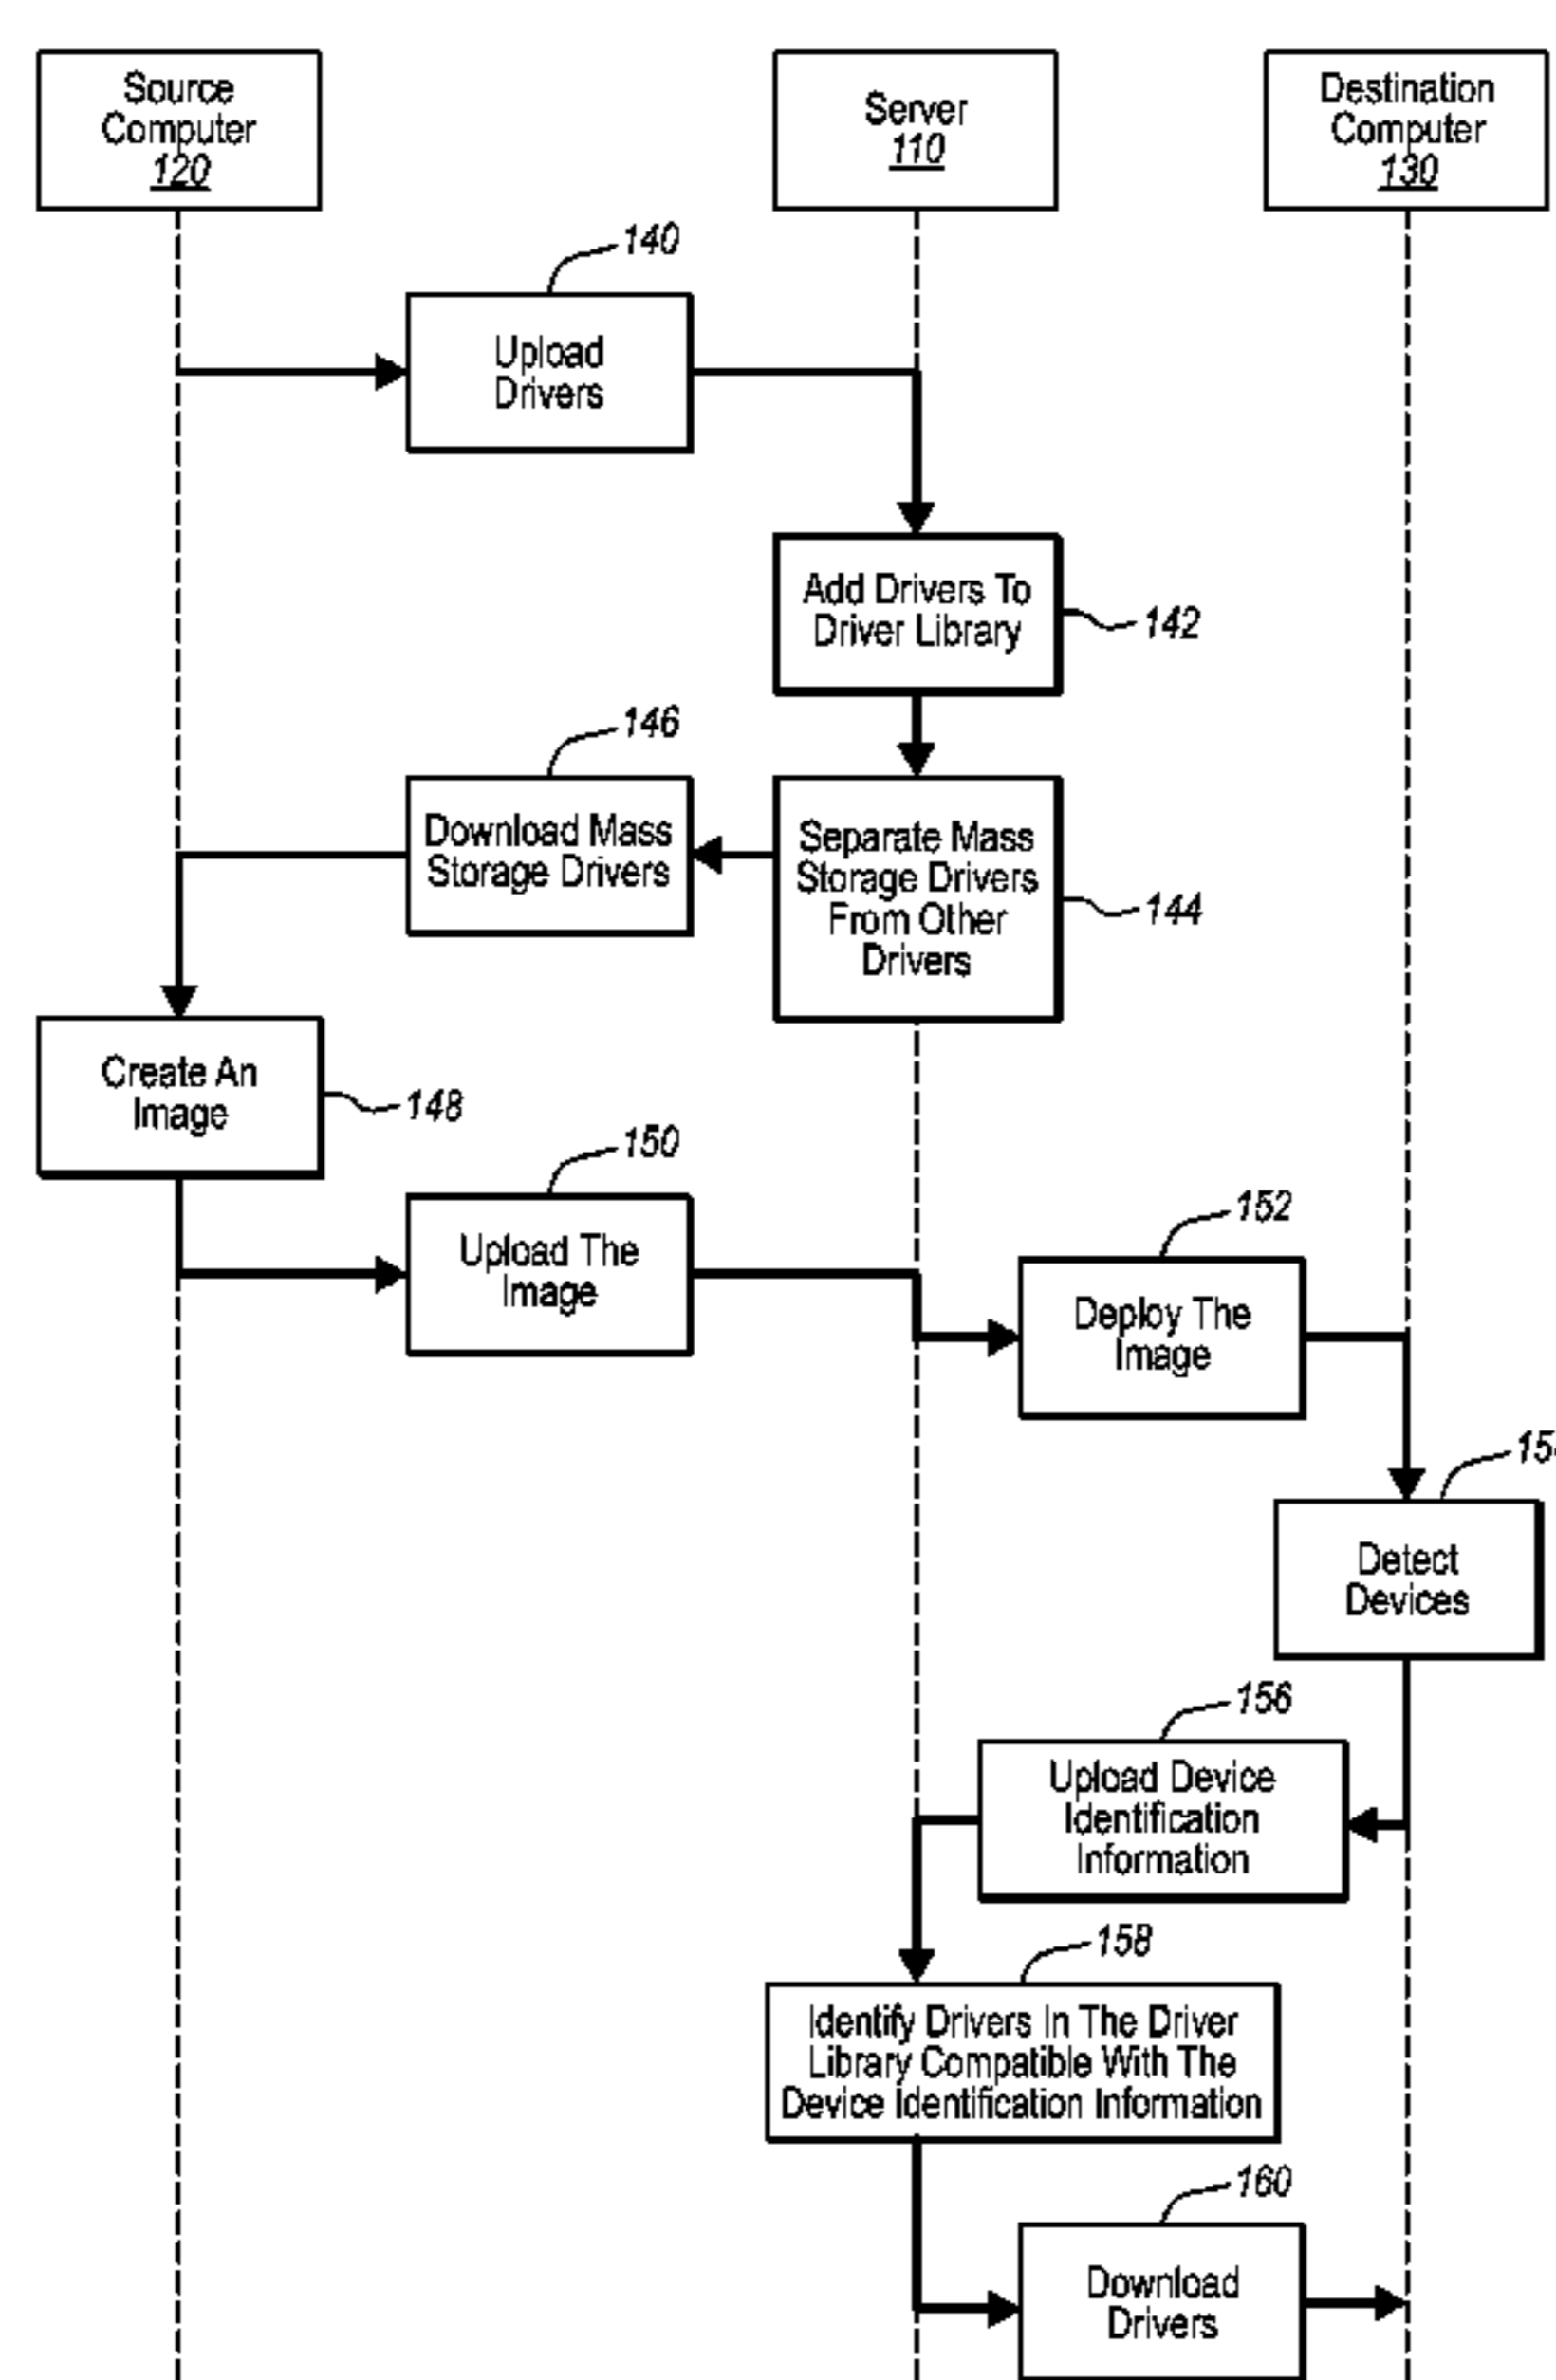 Source
Computer
120
Server
110
Destination
Computer
130
140
Upload
Drivers
Add Drivers To
Driver Library
142
146
Download Mass
Storage Drivers
Separate Mass
Storage Drivers
From Other
Drivers
144
Create An
Image
148
150
Upload The
Image
152
Deploy The
Image
Detect
Devices
156
Upload Device
Identification
Information
158
Identify Drivers In The Driver
Library Compatible With The
Device Identification Information
160
Download
Drivers